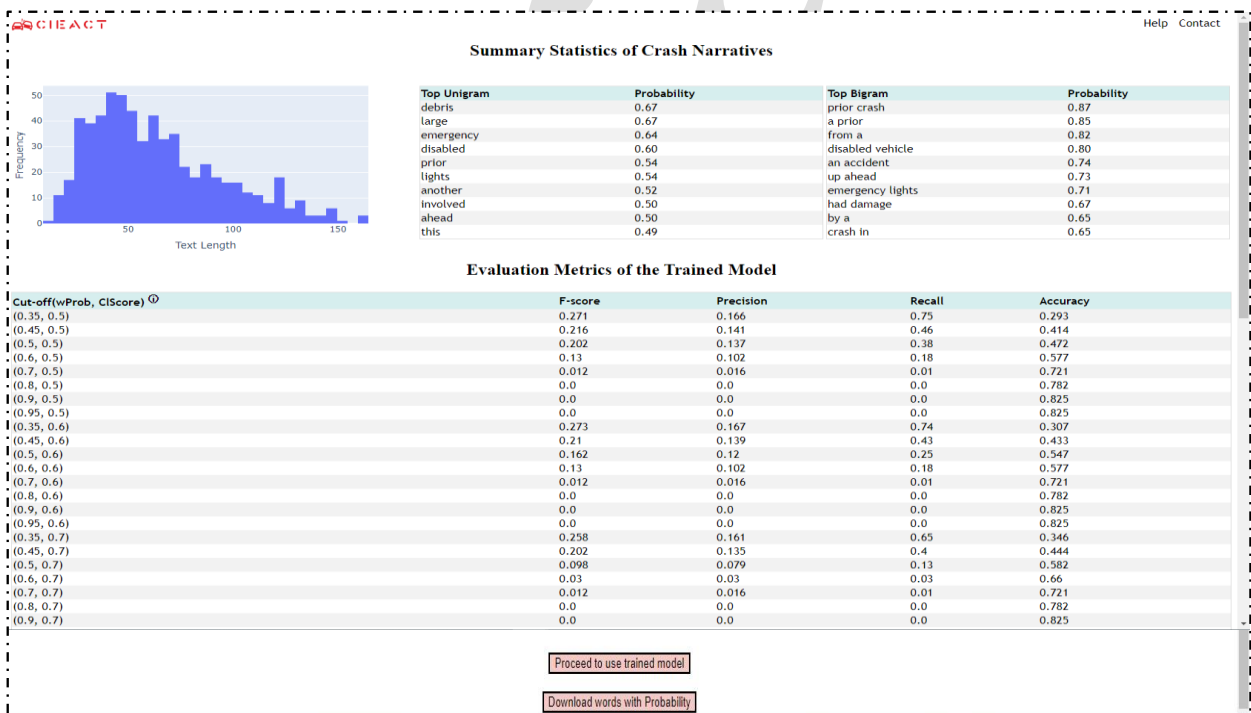 CIEACT
Help Contact
Summary Statistics of Crash Narratives
50
40
30
20
10
0
Frequency
50 100 150
Text Length
Top Unigram Probability Top Bigram Probability
debris 0.67 prior crash 0.87
large 0.67 a prior 0.85
emergency 0.64 from a 0.82
disabled 0.60 disabled vehicle 0.80
prior 0.54 an accident 0.74
lights 0.54 up ahead 0.73
another 0.52 emergency lights 0.71
involved 0.50 had damage 0.67
ahead 0.50 by a 0.65
this 0.49 crash in 0.65
Evaluation Metrics of the Trained Model
Cut-off(wProb, ClScore) F-score Precision Recall Accuracy
(0.35, 0.5) 0.271 0.166 0.75 0.293
(0.45, 0.5) 0.216 0.141 0.46 0.414
(0.5, 0.5) 0.202 0.137 0.38 0.472
(0.6, 0.5) 0.13 0.102 0.18 0.577
(0.7, 0.5) 0.012 0.016 0.01 0.721
(0.8, 0.5) 0.0 0.0 0.0 0.782
(0.9, 0.5) 0.0 0.0 0.0 0.825
(0.95, 0.5) 0.0 0.0 0.0 0.825
(0.35, 0.6) 0.273 0.167 0.74 0.307
(0.45, 0.6) 0.21 0.139 0.43 0.433
(0.5, 0.6) 0.162 0.12 0.25 0.547
(0.6, 0.6) 0.13 0.102 0.18 0.577
(0.7, 0.6) 0.012 0.016 0.01 0.721
(0.8, 0.6) 0.0 0.0 0.0 0.782
(0.9, 0.6) 0.0 0.0 0.0 0.825
(0.95, 0.6) 0.0 0.0 0.0 0.825
(0.35, 0.7) 0.258 0.161 0.65 0.346
(0.45, 0.7) 0.202 0.135 0.4 0.444
(0.5, 0.7) 0.098 0.079 0.13 0.582
(0.6, 0.7) 0.03 0.03 0.03 0.66
(0.7, 0.7) 0.012 0.016 0.01 0.721
(0.8, 0.7) 0.0 0.0 0.0 0.782
(0.9, 0.7) 0.0 0.0 0.0 0.825
Proceed to use trained model
Download words with Probability